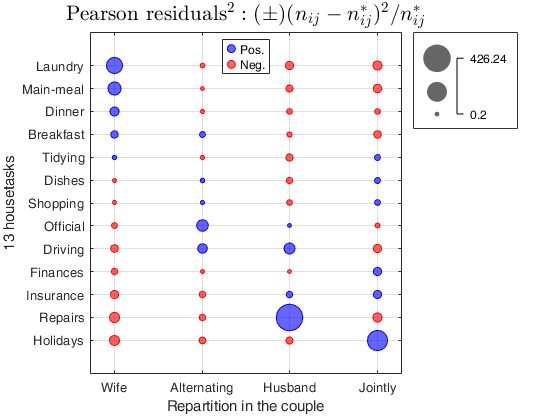 Pearson residuals² : (±)(nᵢⱼ − n*ᵢⱼ)²/n*ᵢⱼ
Pos.
Neg.
426.24
0.2
13 housetasks
Laundry
Main-meal
Dinner
Breakfast
Tidying
Dishes
Shopping
Official
Driving
Finances
Insurance
Repairs
Holidays
Wife Alternating Husband Jointly
Repartition in the couple